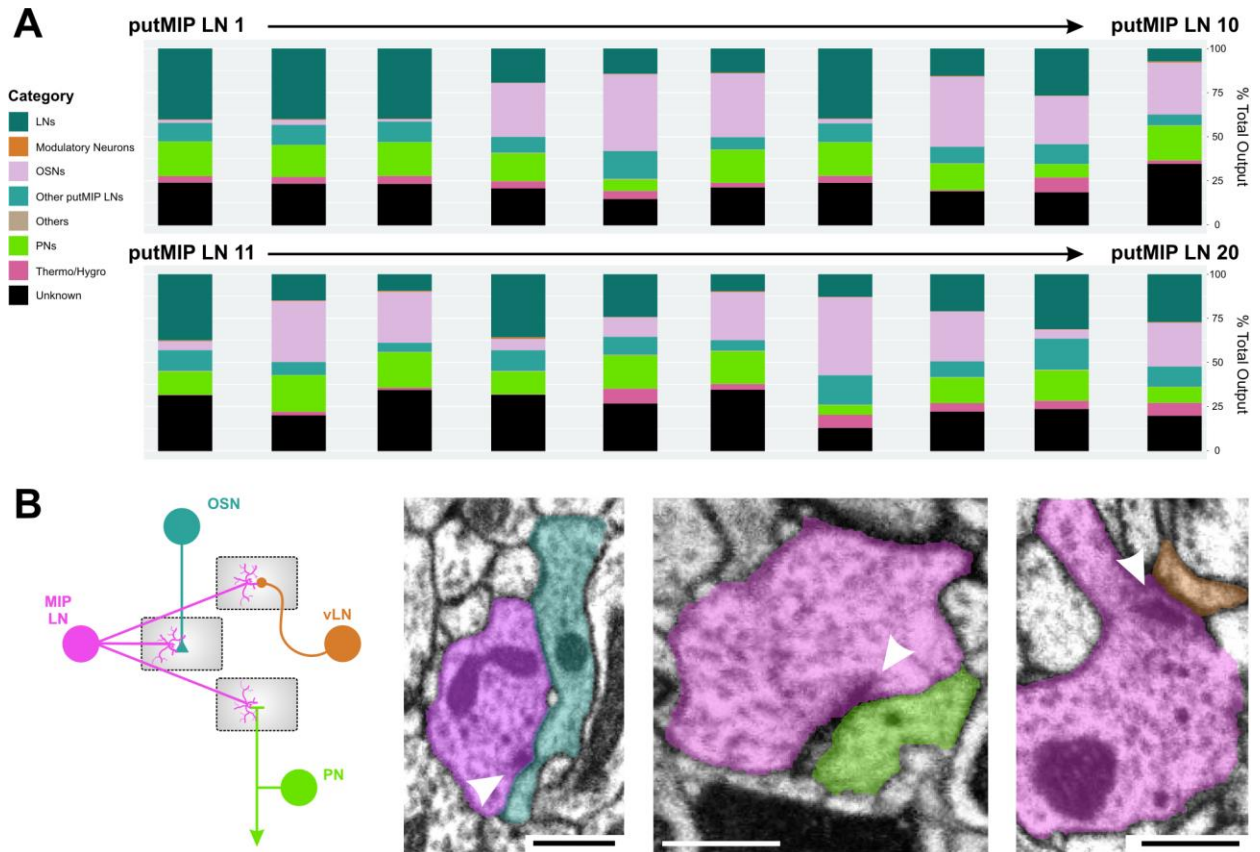 A
putMIP LN 1
putMIP LN 10
Category
LNs
Modulatory Neurons
OSNs
Other putMIP LNs
Others
PNs
Thermo/Hygro
Unknown
100
75
50
25
0
% Total Output
putMIP LN 11
putMIP LN 20
100
75
50
25
0
% Total Output
B
OSN
MIP
LN
vLN
PN